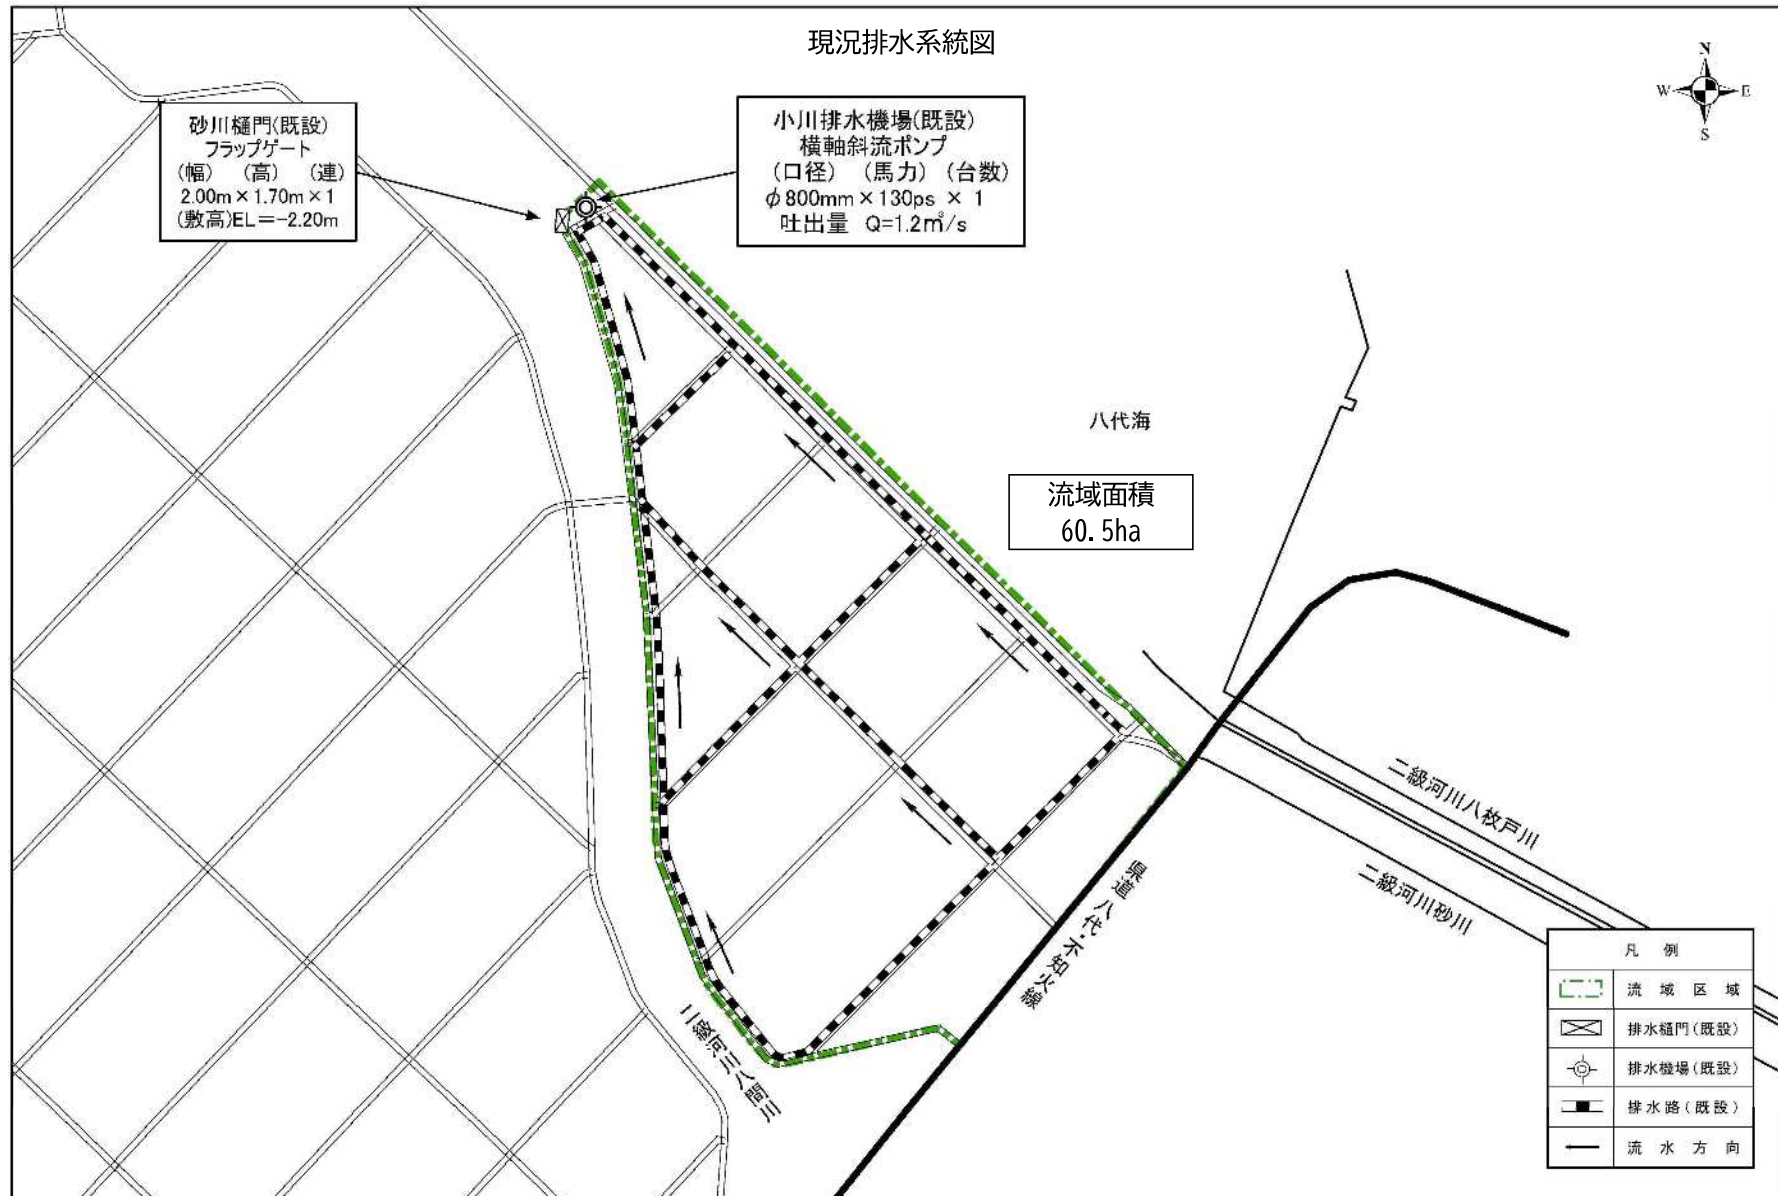 現況排水系統図
N
W
E
S
砂川樋門(既設)
フラップゲート
(幅) (高) (連)
2.00m×1.70m×1
(敷高)EL=-2.20m
小川排水機場(既設)
横軸斜流ポンプ
(口径) (馬力) (台数)
φ800mm×130ps × 1
吐出量 Q=1.2㎥/s
八代海
流域面積
60.5ha
二級河川八枚戸川
二級河川砂川
県道 八代・不知火線
二級河川八間川
凡 例
流 域 区 域
排水樋門(既設)
排水機場(既設)
排水路(既設)
流 水 方 向